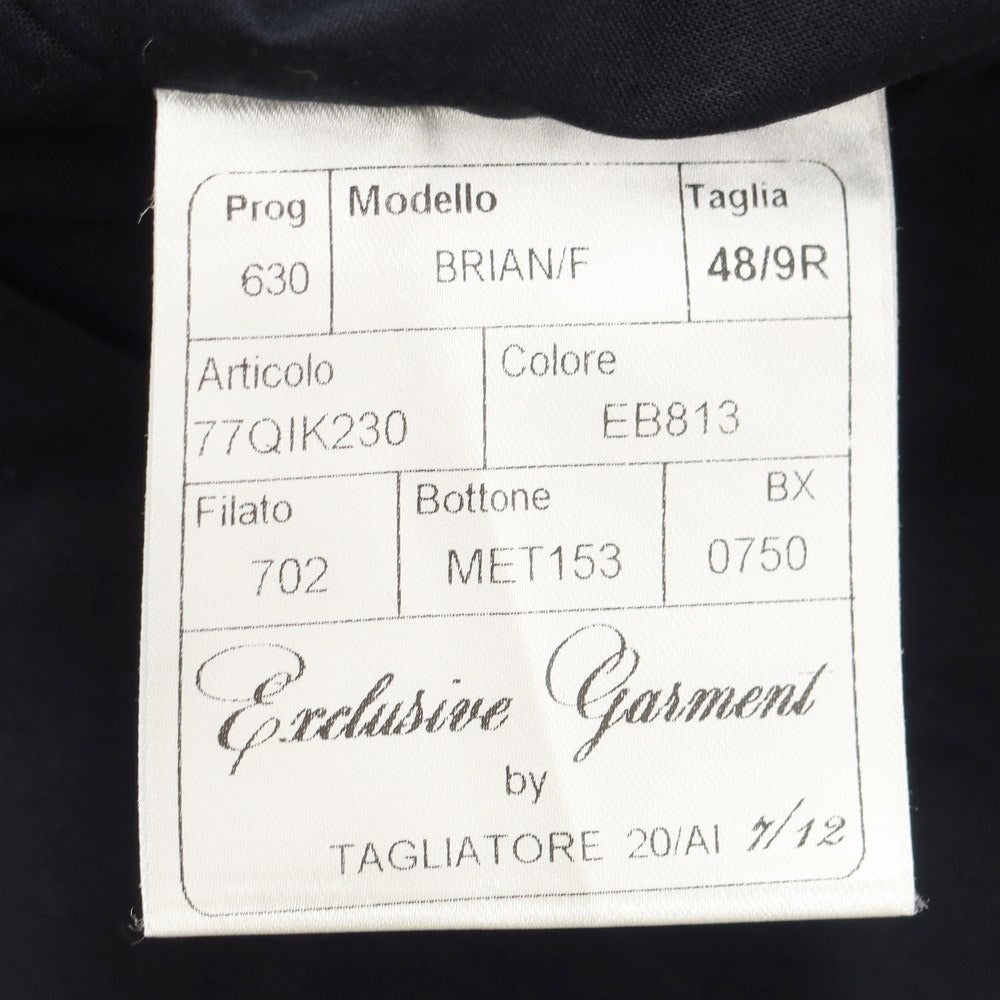 Prog Modello Taglia
630 BRIAN/F 48/9R
Articolo Colore
77QIK230 EB813
Filato Bottone BX
702 MET153 0750
Exclusive Garment
by
TAGLIATORE 20/AI 7/12